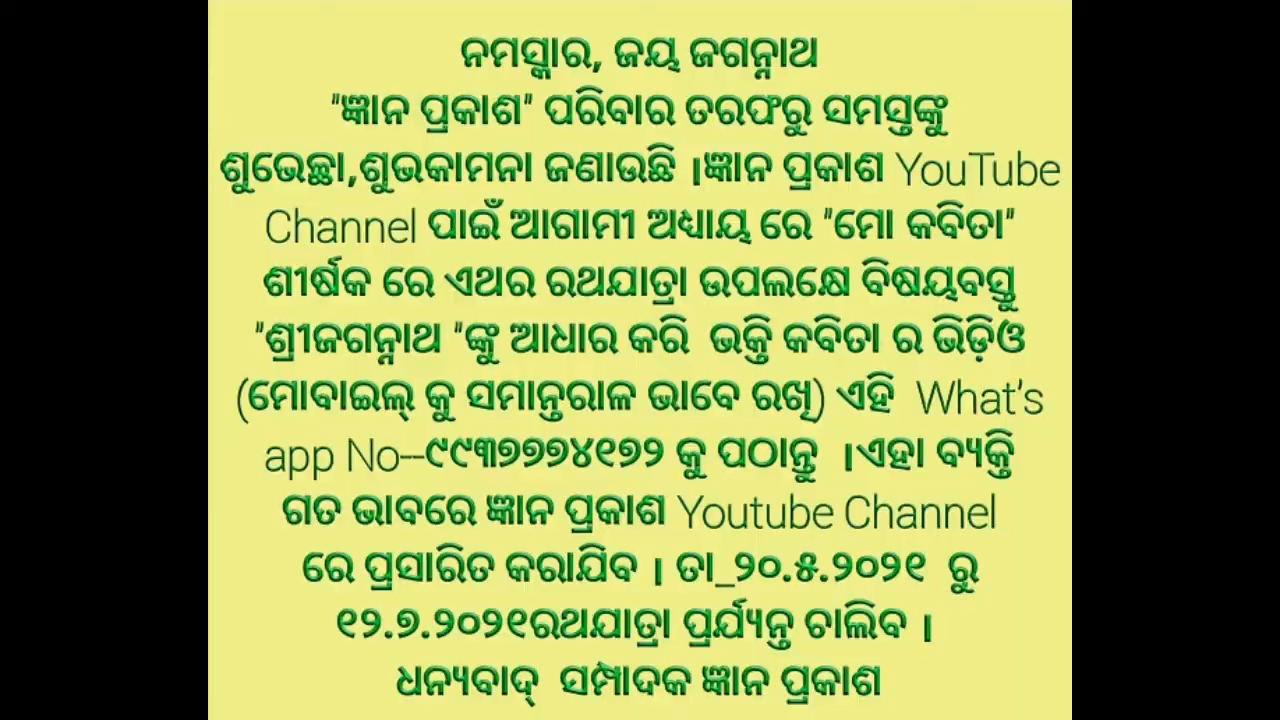 ନମସ୍କାର, ଜୟ ଜଗନ୍ନାଥ
"ଜ୍ଞାନ ପ୍ରକାଶ" ପରିବାର ତରଫରୁ ସମସ୍ତଙ୍କୁ
ଶୁଭେଚ୍ଛା,ଶୁଭକାମନା ଜଣାଉଛି ।ଜ୍ଞାନ ପ୍ରକାଶ YouTube
Channel ପାଇଁ ଆଗାମୀ ଅଧ୍ୟାୟ ରେ "ମୋ କବିତା"
ଶୀର୍ଷକ ରେ ଏଥର ରଥଯାତ୍ରା ଉପଲକ୍ଷେ ବିଷୟବସ୍ତୁ
"ଶ୍ରୀଜଗନ୍ନାଥ "ଙ୍କୁ ଆଧାର କରି ଭକ୍ତି କବିତା ର ଭିଡ଼ିଓ
(ମୋବାଇଲ୍ କୁ ସମାନ୍ତରାଳ ଭାବେ ରଖି) ଏହି What's
app No--୯୯୩୭୭୭୪୧୭୨ କୁ ପଠାନ୍ତୁ ।ଏହା ବ୍ୟକ୍ତି
ଗତ ଭାବରେ ଜ୍ଞାନ ପ୍ରକାଶ Youtube Channel
ରେ ପ୍ରସାରିତ କରାଯିବ । ତା_୨୦.୫.୨୦୨୧ ରୁ
୧୨.୭.୨୦୨୧ରଥଯାତ୍ରା ପ୍ରର୍ଯ୍ୟନ୍ତ ଚାଲିବ ।
ଧନ୍ୟବାଦ୍ ସମ୍ପାଦକ ଜ୍ଞାନ ପ୍ରକାଶ